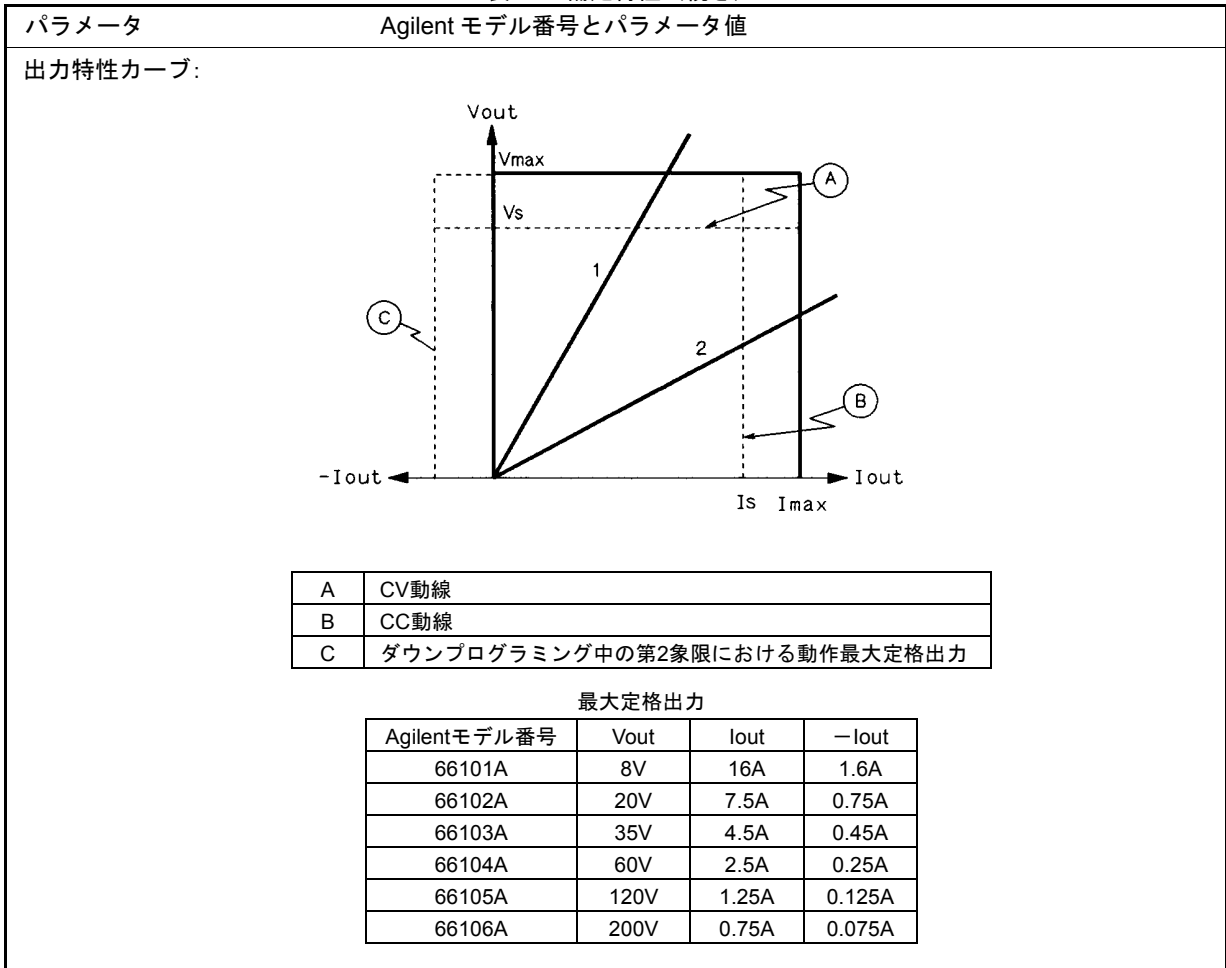 パラメータ Agilent モデル番号とパラメータ値
出力特性カーブ:
Vout
Vmax
A
Vs
1
C
2
B
-Iout Iout
Is Imax
A CV動線
B CC動線
C ダウンプログラミング中の第2象限における動作最大定格出力
最大定格出力
Agilentモデル番号 Vout Iout －Iout
66101A 8V 16A 1.6A
66102A 20V 7.5A 0.75A
66103A 35V 4.5A 0.45A
66104A 60V 2.5A 0.25A
66105A 120V 1.25A 0.125A
66106A 200V 0.75A 0.075A